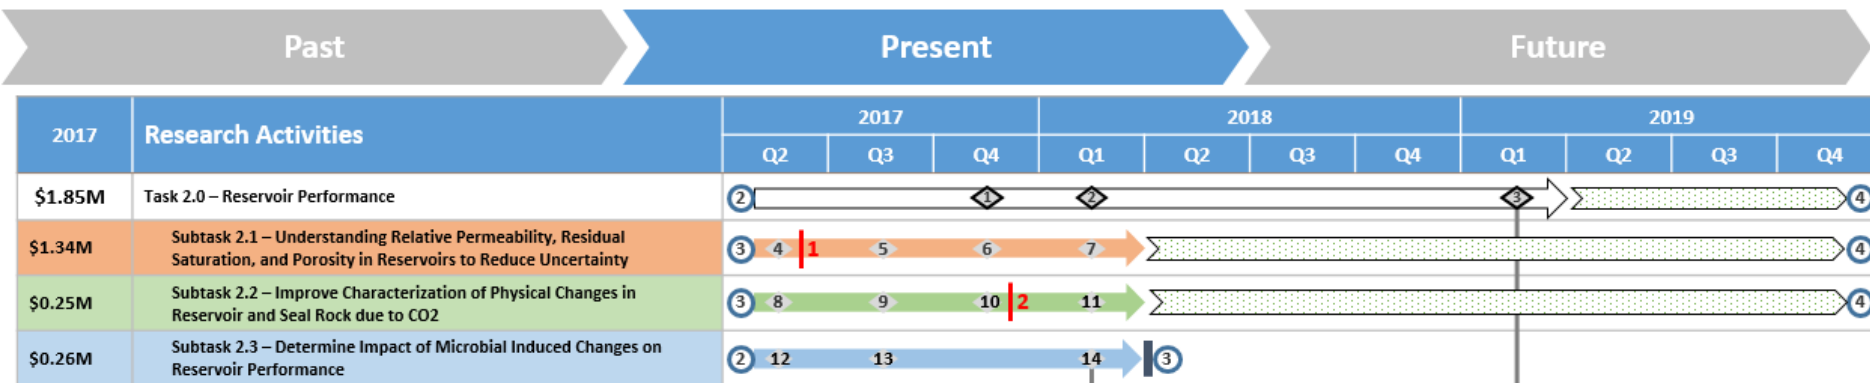 Past Present Future
2017 Research Activities 2017 2018 2019
Q2 Q3 Q4 Q1 Q2 Q3 Q4 Q1 Q2 Q3 Q4
$1.85M Task 2.0 – Reservoir Performance 2 1 2 3 4
$1.34M Subtask 2.1 – Understanding Relative Permeability, Residual
Saturation, and Porosity in Reservoirs to Reduce Uncertainty 3 4 1 5 6 7 4
$0.25M Subtask 2.2 – Improve Characterization of Physical Changes in
Reservoir and Seal Rock due to CO2 3 8 9 10 2 11 4
$0.26M Subtask 2.3 – Determine Impact of Microbial Induced Changes on
Reservoir Performance 2 12 13 14 3